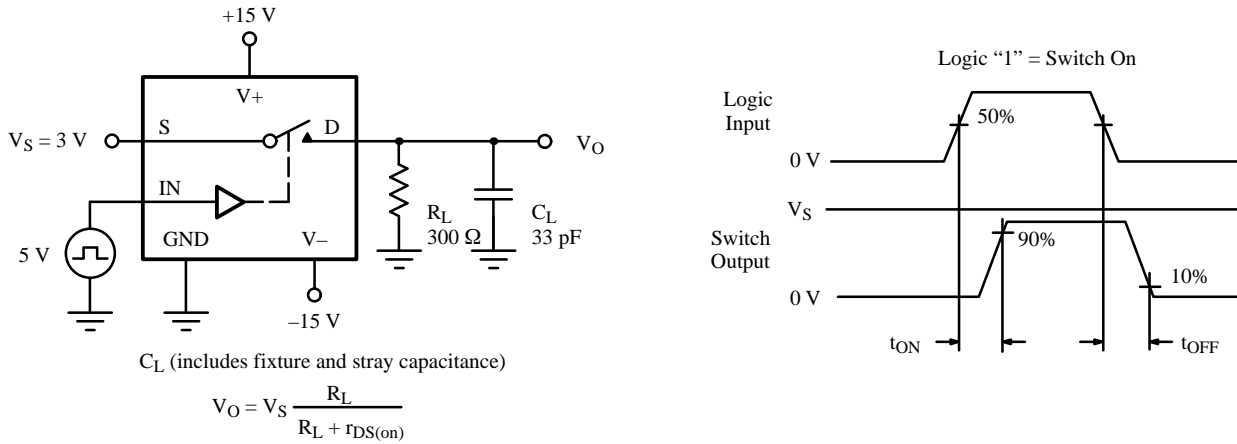 +15 V
V+
S
D
V_S = 3 V
V_O
IN
R_L
300 Ω
C_L
33 pF
GND
V–
5 V
–15 V
C_L (includes fixture and stray capacitance)
V_O = V_S R_L
R_L + r_DS(on)
Logic “1” = Switch On
Logic
Input
50%
0 V
V_S
Switch
Output
90%
10%
0 V
t_ON
t_OFF